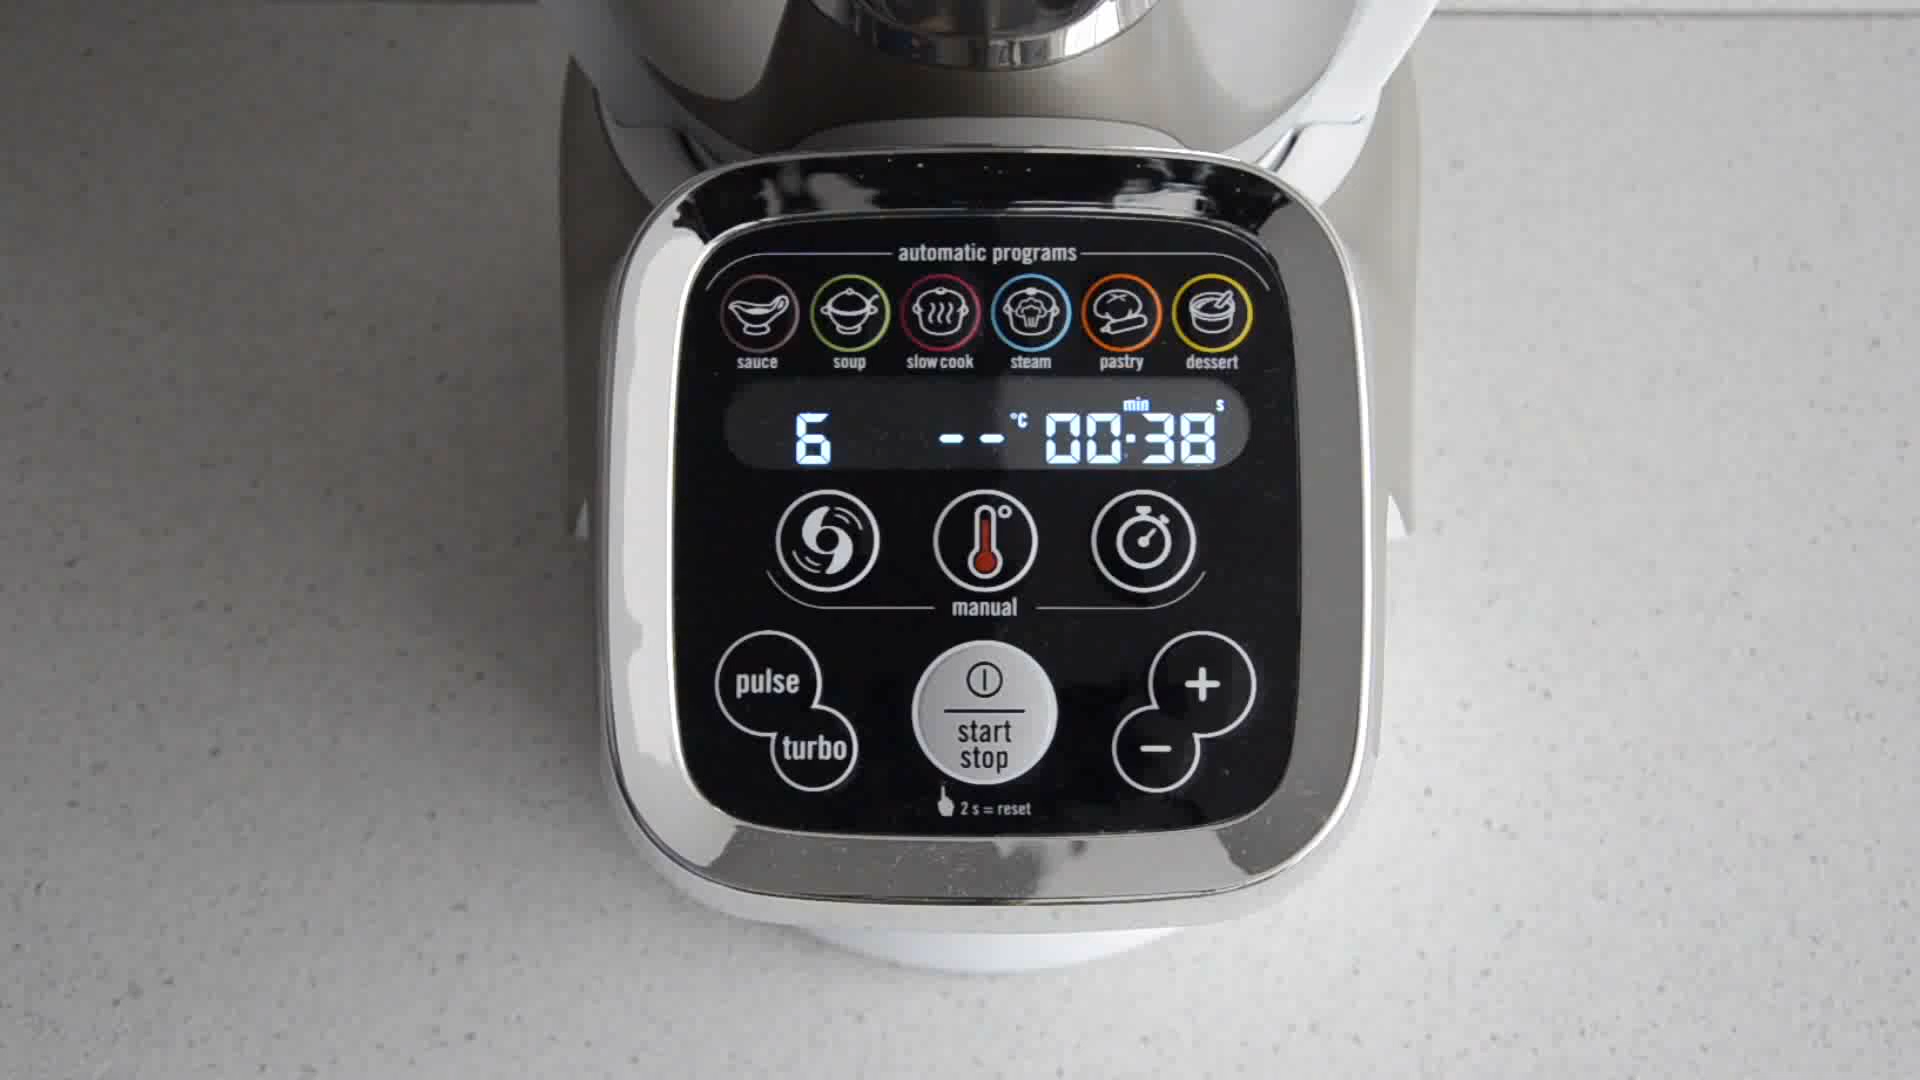 automatic programs
sauce soup slow cook steam pastry dessert
min s
6 --°C 00:38
manual
pulse +
turbo −
start
stop
2 s = reset